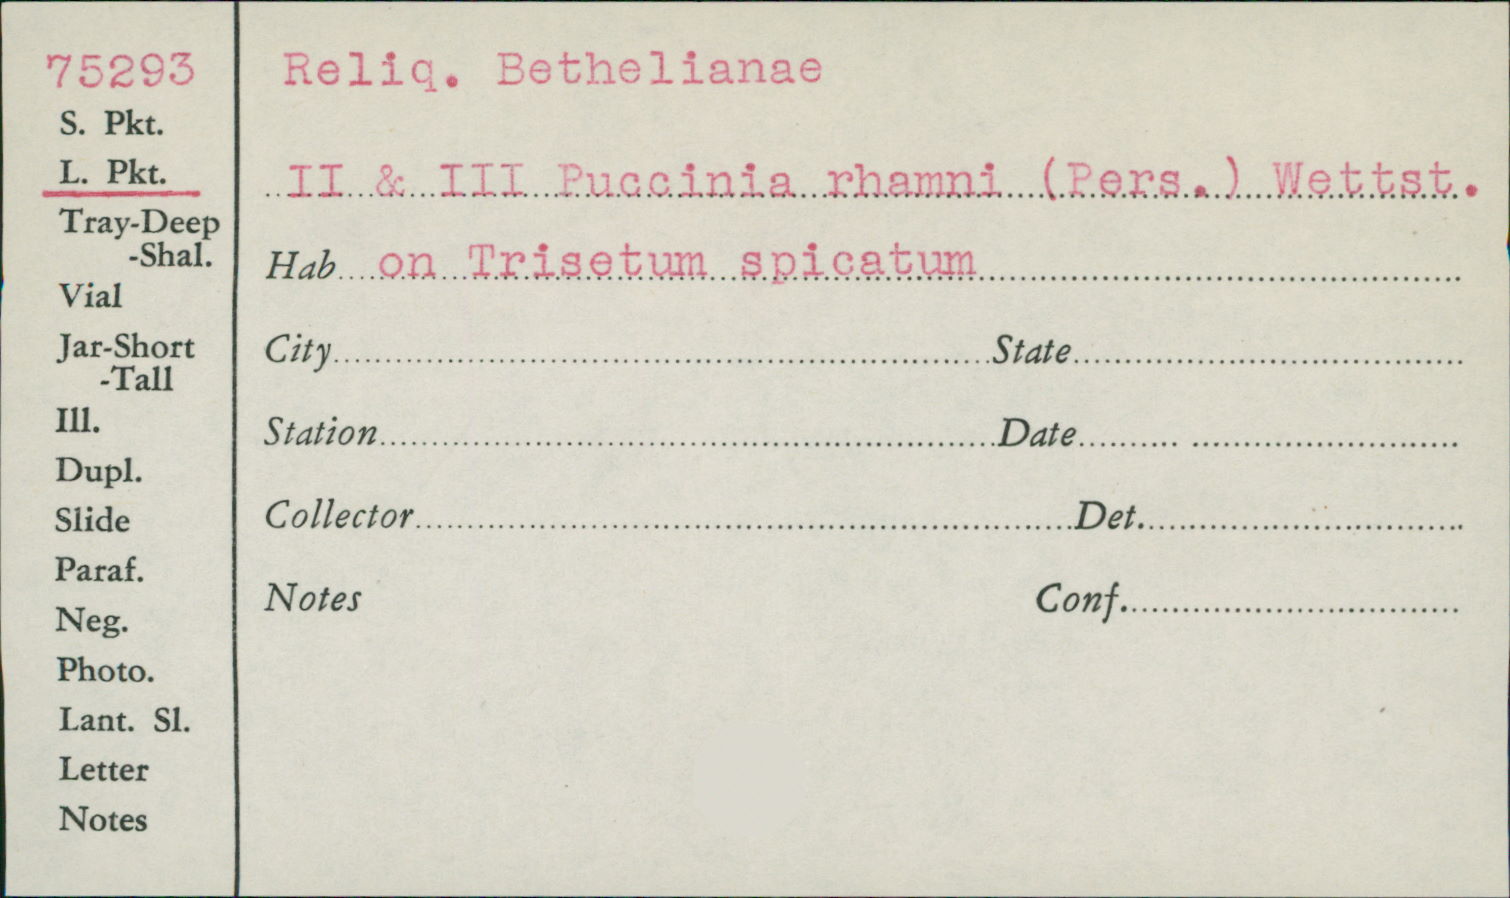 75293
S. Pkt.
L. Pkt.
Tray-Deep
-Shal.
Vial
Jar-Short
-Tall
Ill.
Dupl.
Slide
Paraf.
Neg.
Photo.
Lant. Sl.
Letter
Notes
Reliq. Bethelianae
II & III Puccinia rhamni (Pers.) Wettst.
Hab on Trisetum spicatum
City State
Station Date
Collector Det.
Notes Conf.